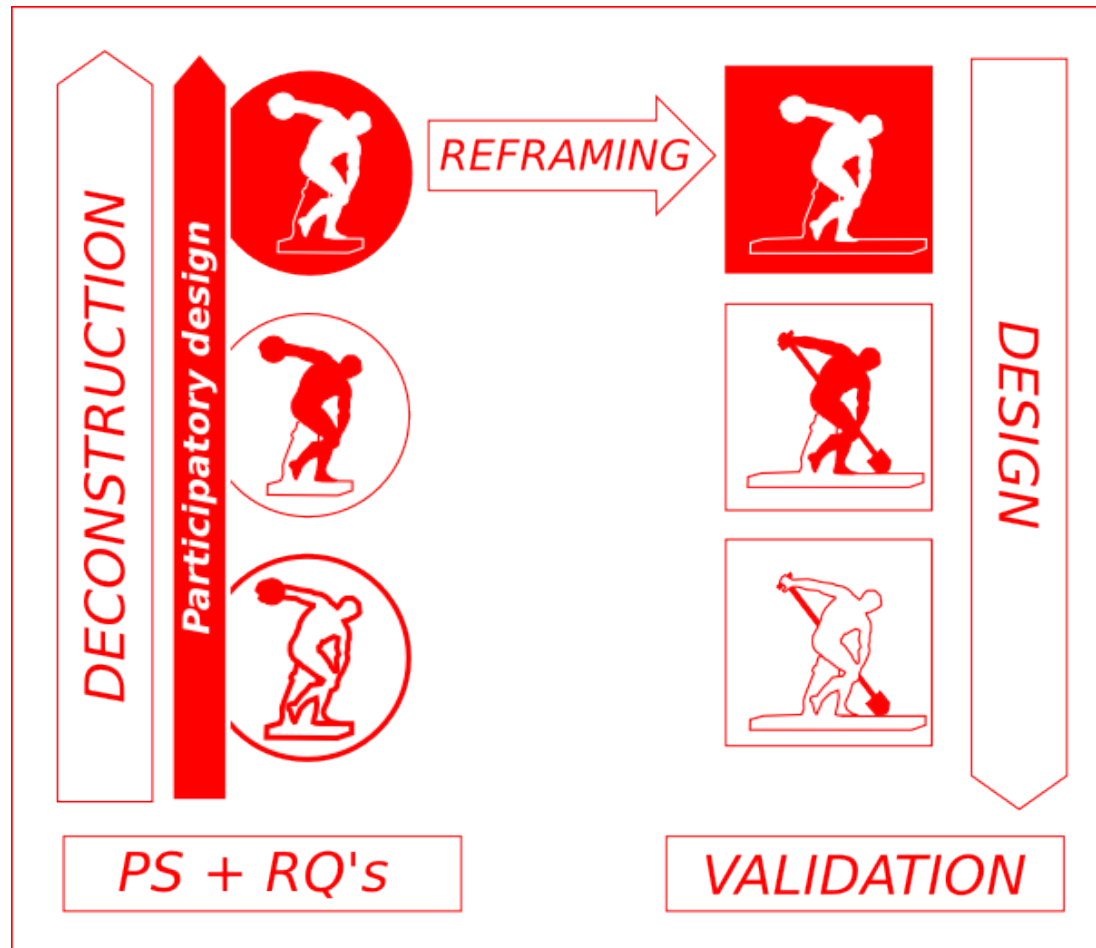 DECONSTRUCTION
Participatory design
REFRAMING
DESIGN
PS + RQ's
VALIDATION